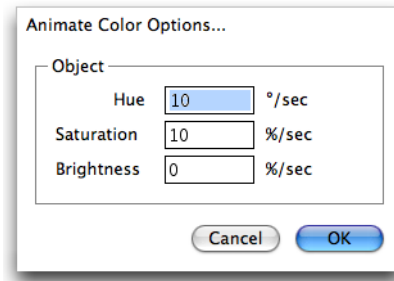 Animate Color Options...
Object
Hue 10 °/sec
Saturation 10 %/sec
Brightness 0 %/sec
Cancel OK